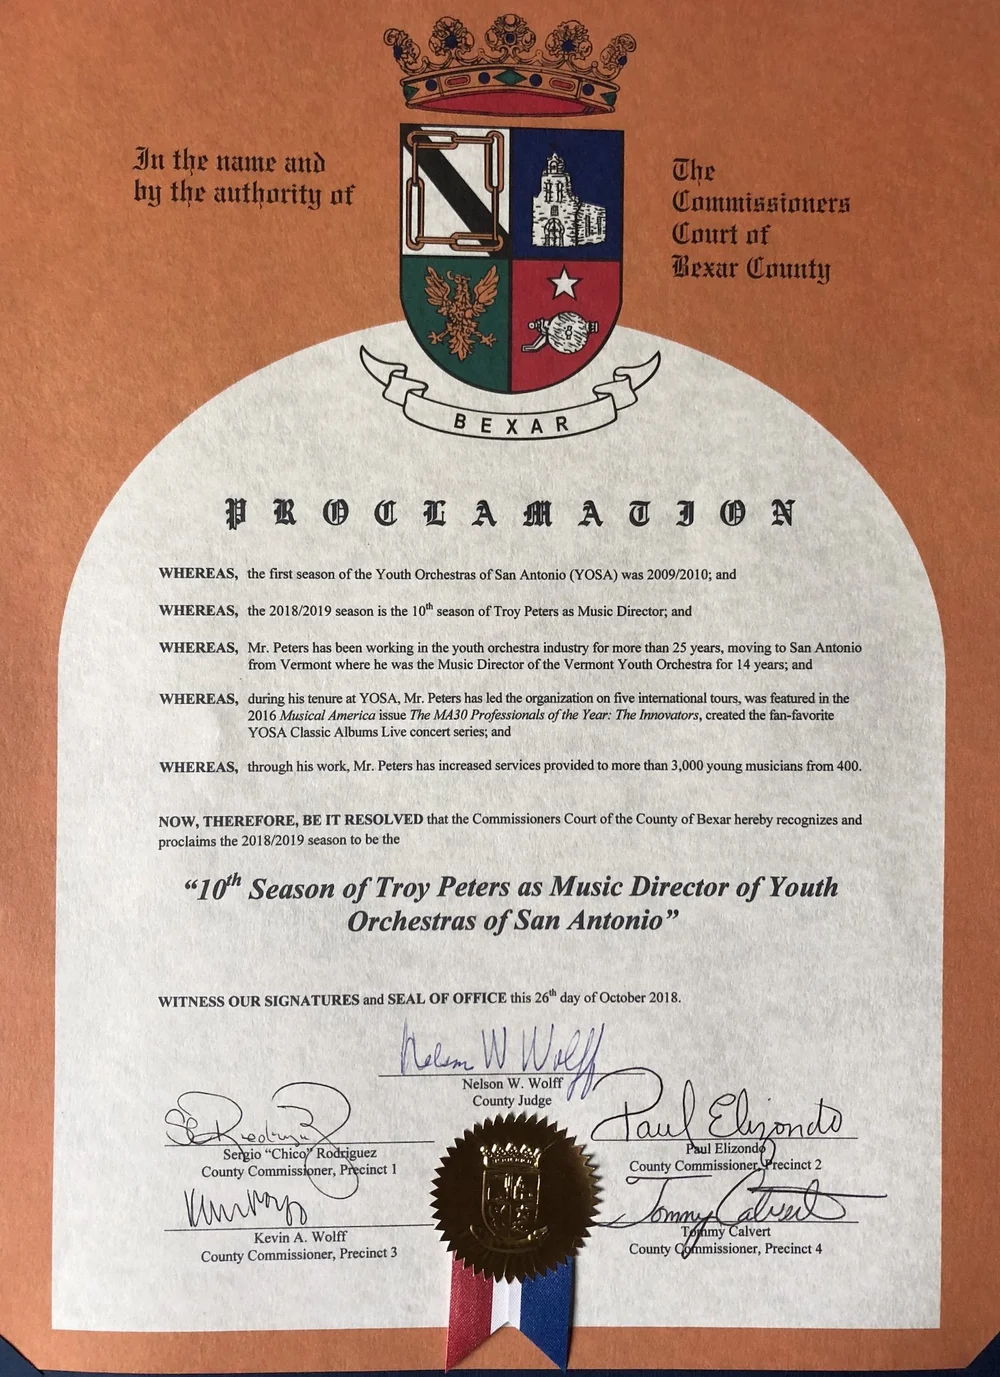 In the name and
by the authority of
The
Commissioners
Court of
Bexar County
BEXAR
PROCLAMATION
WHEREAS, the first season of the Youth Orchestras of San Antonio (YOSA) was 2009/2010; and
WHEREAS, the 2018/2019 season is the 10th season of Troy Peters as Music Director; and
WHEREAS, Mr. Peters has been working in the youth orchestra industry for more than 25 years, moving to San Antonio
from Vermont where he was the Music Director of the Vermont Youth Orchestra for 14 years; and
WHEREAS, during his tenure at YOSA, Mr. Peters has led the organization on five international tours, was featured in the
2016 Musical America issue The MA30 Professionals of the Year: The Innovators, created the fan-favorite
YOSA Classic Albums Live concert series; and
WHEREAS, through his work, Mr. Peters has increased services provided to more than 3,000 young musicians from 400.
NOW, THEREFORE, BE IT RESOLVED that the Commissioners Court of the County of Bexar hereby recognizes and
proclaims the 2018/2019 season to be the
“10th Season of Troy Peters as Music Director of Youth
Orchestras of San Antonio”
WITNESS OUR SIGNATURES and SEAL OF OFFICE this 26th day of October 2018.
Nelson W Wolff
Nelson W. Wolff
County Judge
Sergio “Chico” Rodriguez
County Commissioner, Precinct 1
Paul Elizondo
Paul Elizondo
County Commissioner, Precinct 2
Kevin A. Wolff
County Commissioner, Precinct 3
Tommy Calvert
Tommy Calvert
County Commissioner, Precinct 4